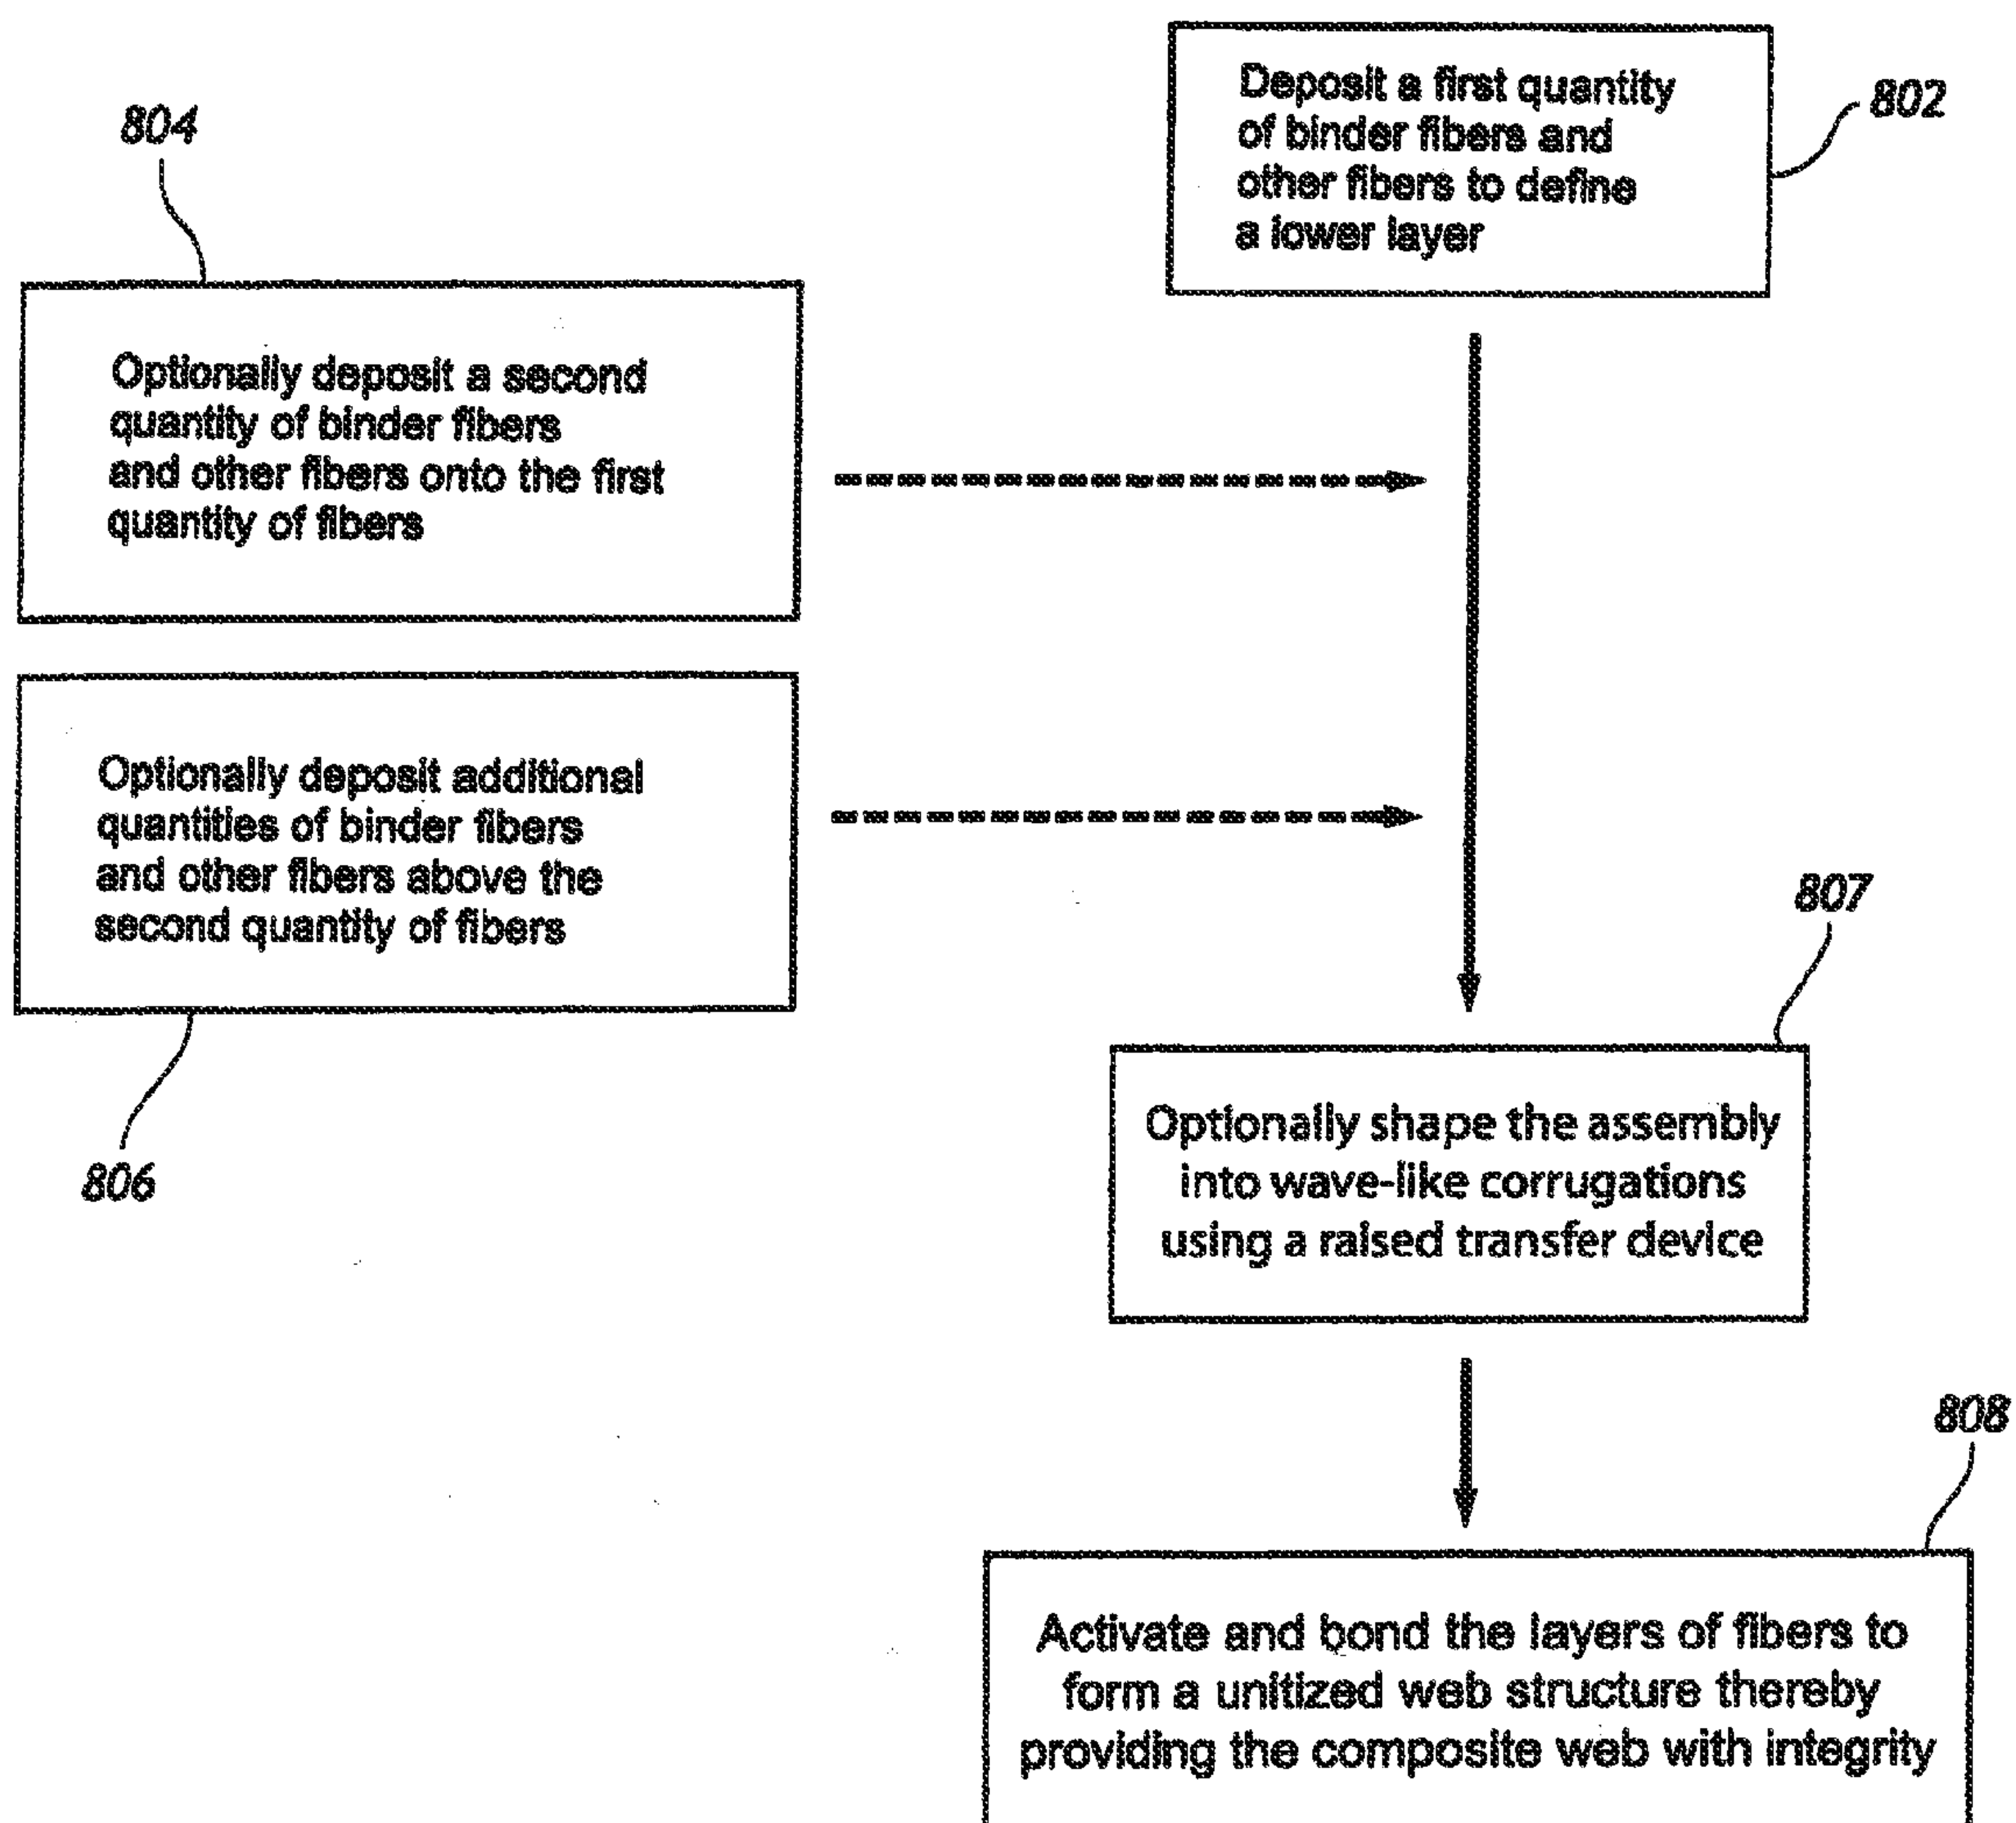 802
Deposit a first quantity
of binder fibers and
other fibers to define
a lower layer
804
Optionally deposit a second
quantity of binder fibers
and other fibers onto the first
quantity of fibers
Optionally deposit additional
quantities of binder fibers
and other fibers above the
second quantity of fibers
806
807
Optionally shape the assembly
into wave-like corrugations
using a raised transfer device
808
Activate and bond the layers of fibers to
form a unitized web structure thereby
providing the composite web with integrity